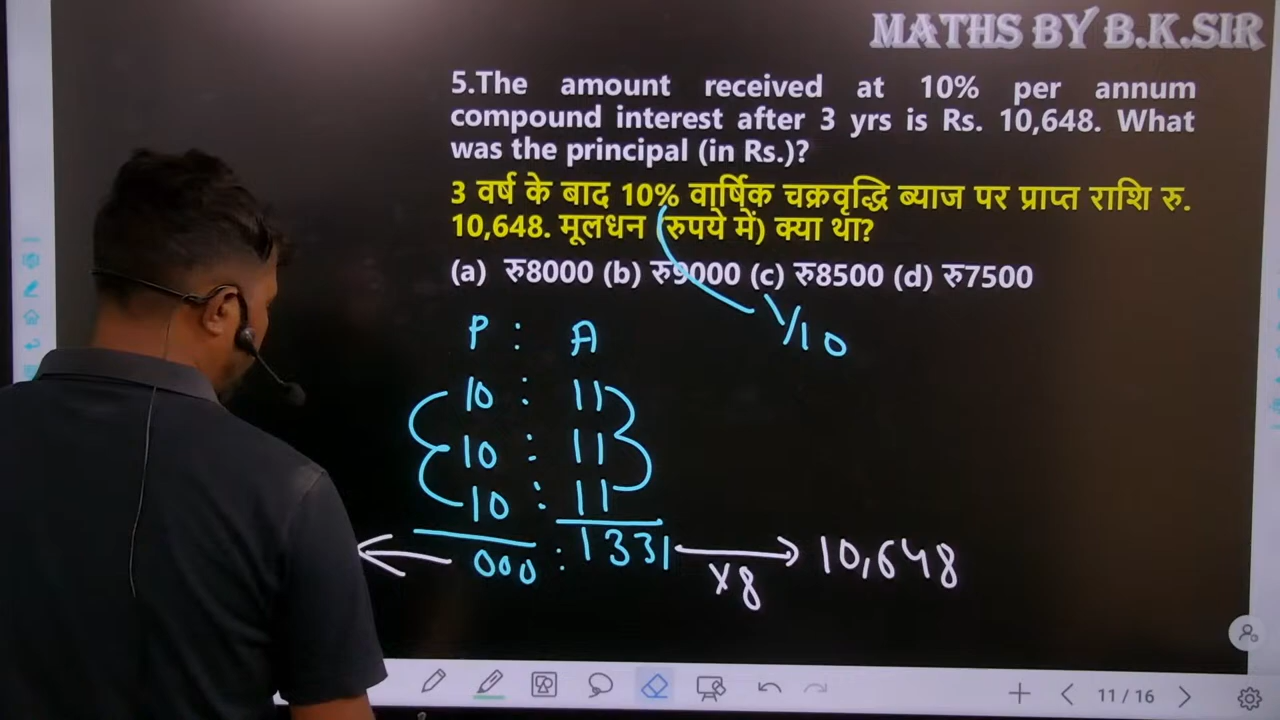 MATHS BY B.K.SIR
5.The amount received at 10% per annum
compound interest after 3 yrs is Rs. 10,648. What
was the principal (in Rs.)?
3 वर्ष के बाद 10% वार्षिक चक्रवृद्धि ब्याज पर प्राप्त राशि रु.
10,648. मूलधन (रुपये में) क्या था?
(a) रु8000 (b) रु9000 (c) रु8500 (d) रु7500
1/10
P : A
10 : 11
10 : 11
10 : 11
000 : 1331 ×8 10,648
11 / 16